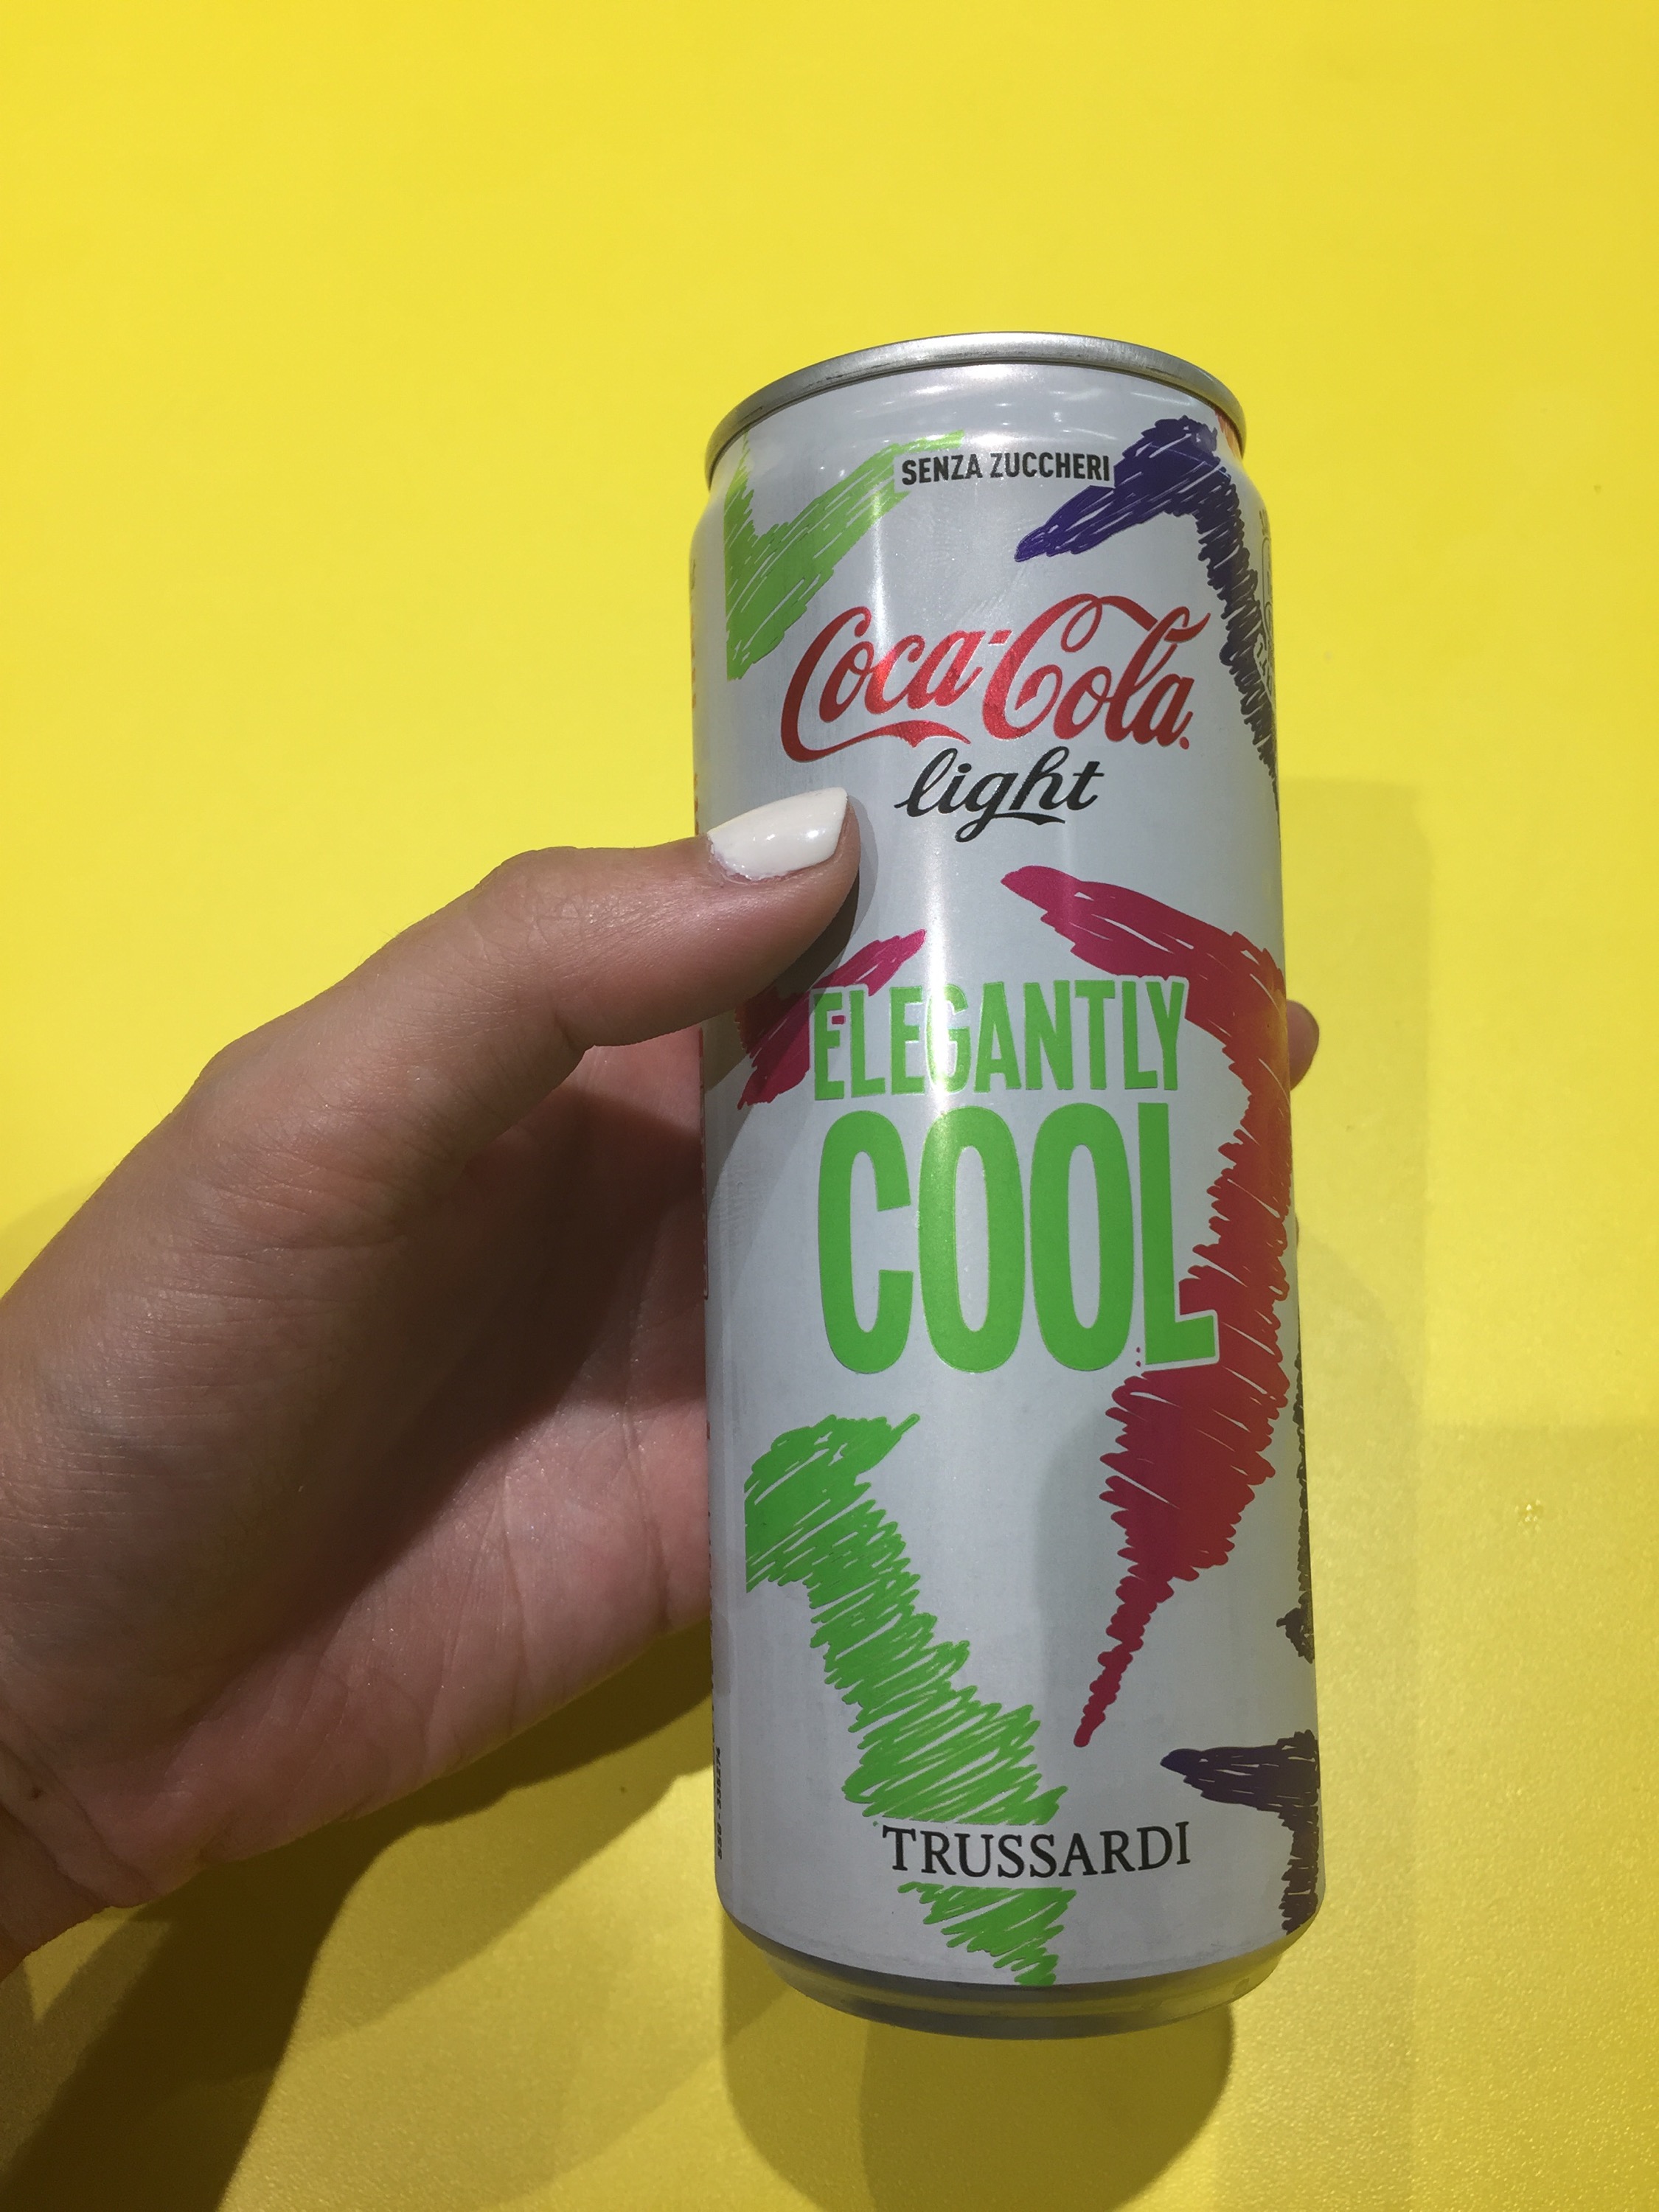 SENZA ZUCCHERI
Coca-Cola
light
ELEGANTLY
COOL
TRUSSARDI